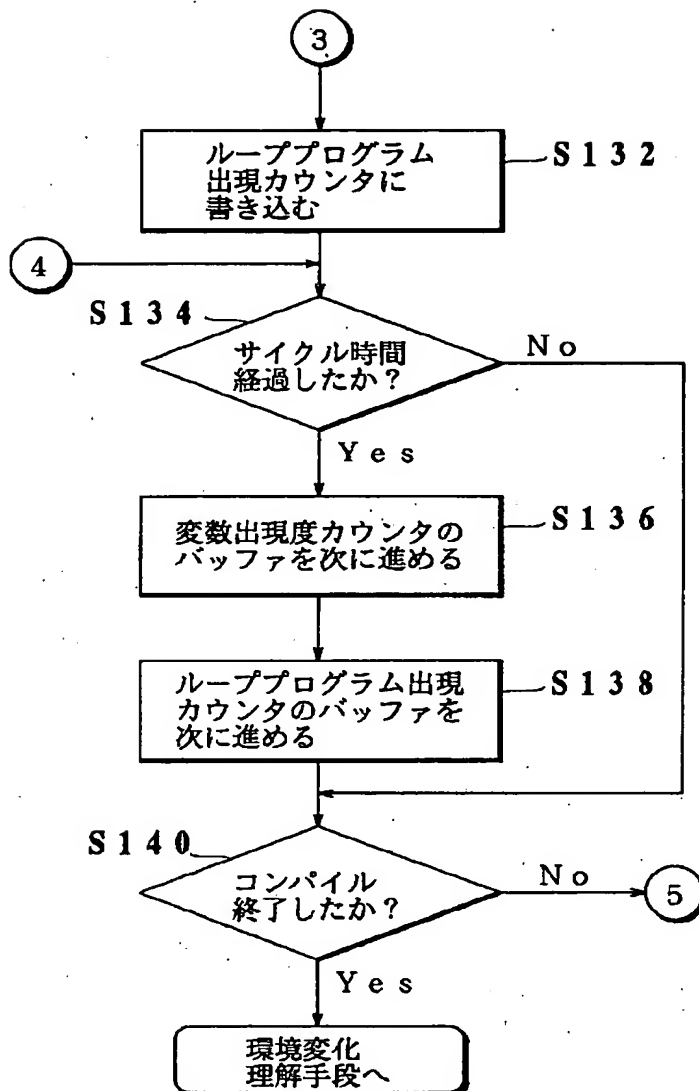 3
ループプログラム
出現カウンタに
書き込む
S132
4
S134
サイクル時間
経過したか？
No
Yes
変数出現度カウンタの
バッファを次に進める
S136
ループプログラム出現
カウンタのバッファを
次に進める
S138
S140
コンパイル
終了したか？
No
5
Yes
環境変化
理解手段へ